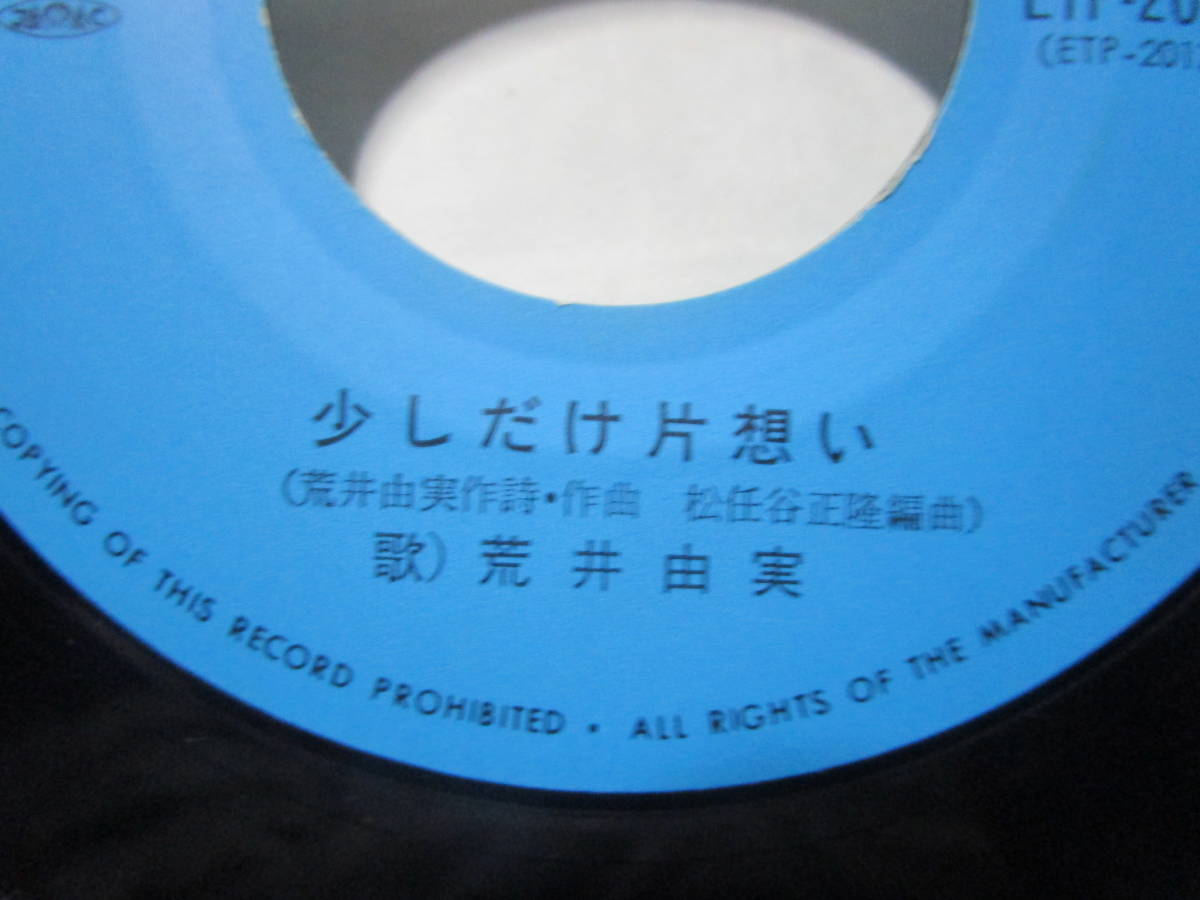 少しだけ片想い
(荒井由実作詩・作曲 松任谷正隆編曲)
歌) 荒井由実
COPYING OF THIS RECORD PROHIBITED • ALL RIGHTS OF THE MANUFACTURER